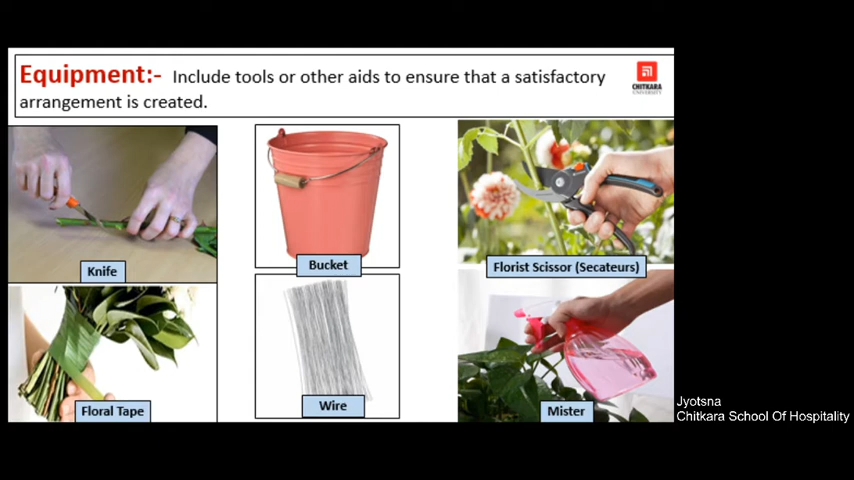 Equipment:- Include tools or other aids to ensure that a satisfactory
arrangement is created.
CHITKARA
UNIVERSITY
Knife
Bucket
Florist Scissor (Secateurs)
Floral Tape
Wire
Mister
Jyotsna
Chitkara School Of Hospitality